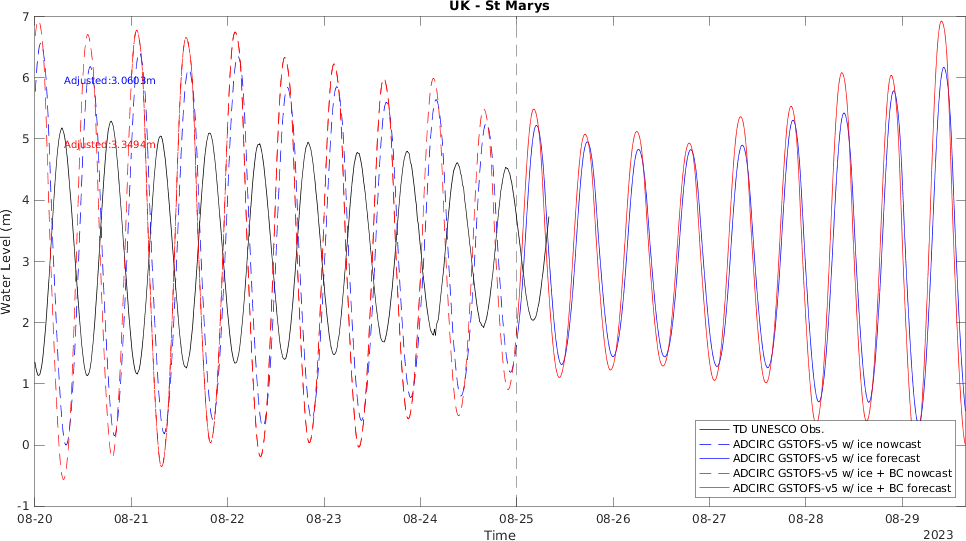 UK - St Marys
7
6
5
4
3
2
1
0
-1
Water Level (m)
Adjusted:3.0603m
Adjusted:3.3494m
TD UNESCO Obs.
ADCIRC GSTOFS-v5 w/ ice nowcast
ADCIRC GSTOFS-v5 w/ ice forecast
ADCIRC GSTOFS-v5 w/ ice + BC nowcast
ADCIRC GSTOFS-v5 w/ ice + BC forecast
08-20 08-21 08-22 08-23 08-24 08-25 08-26 08-27 08-28 08-29
Time
2023